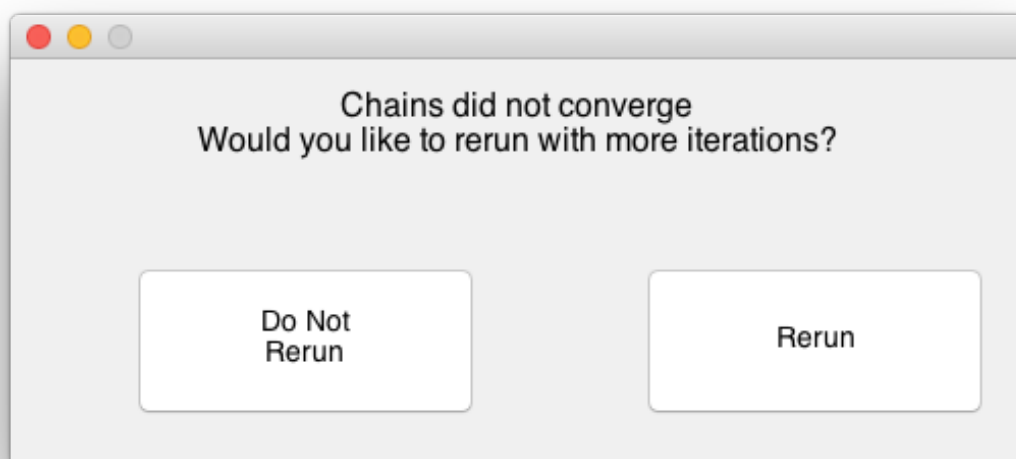 Chains did not converge
Would you like to rerun with more iterations?
Do Not
Rerun
Rerun